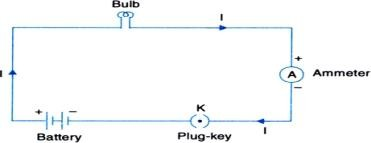 Bulb
I
I
+
A Ammeter
−
I
+ −
K
Battery
Plug-key
I